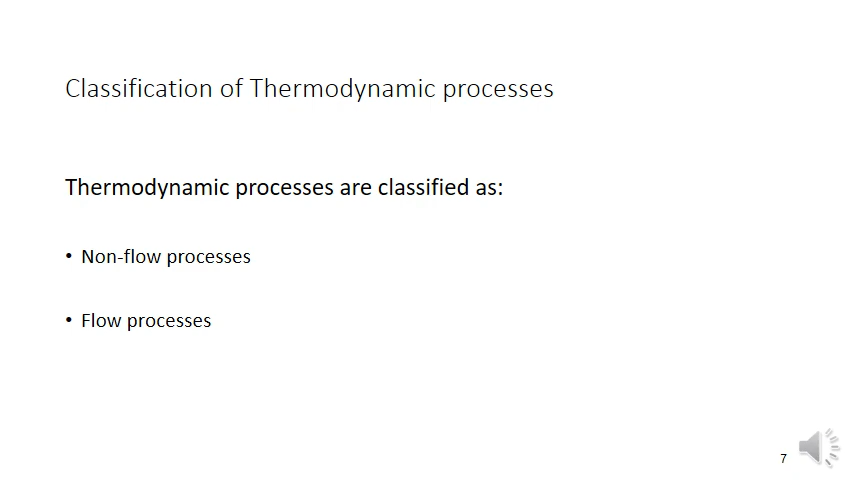 Classification of Thermodynamic processes
Thermodynamic processes are classified as:
• Non-flow processes
• Flow processes
7